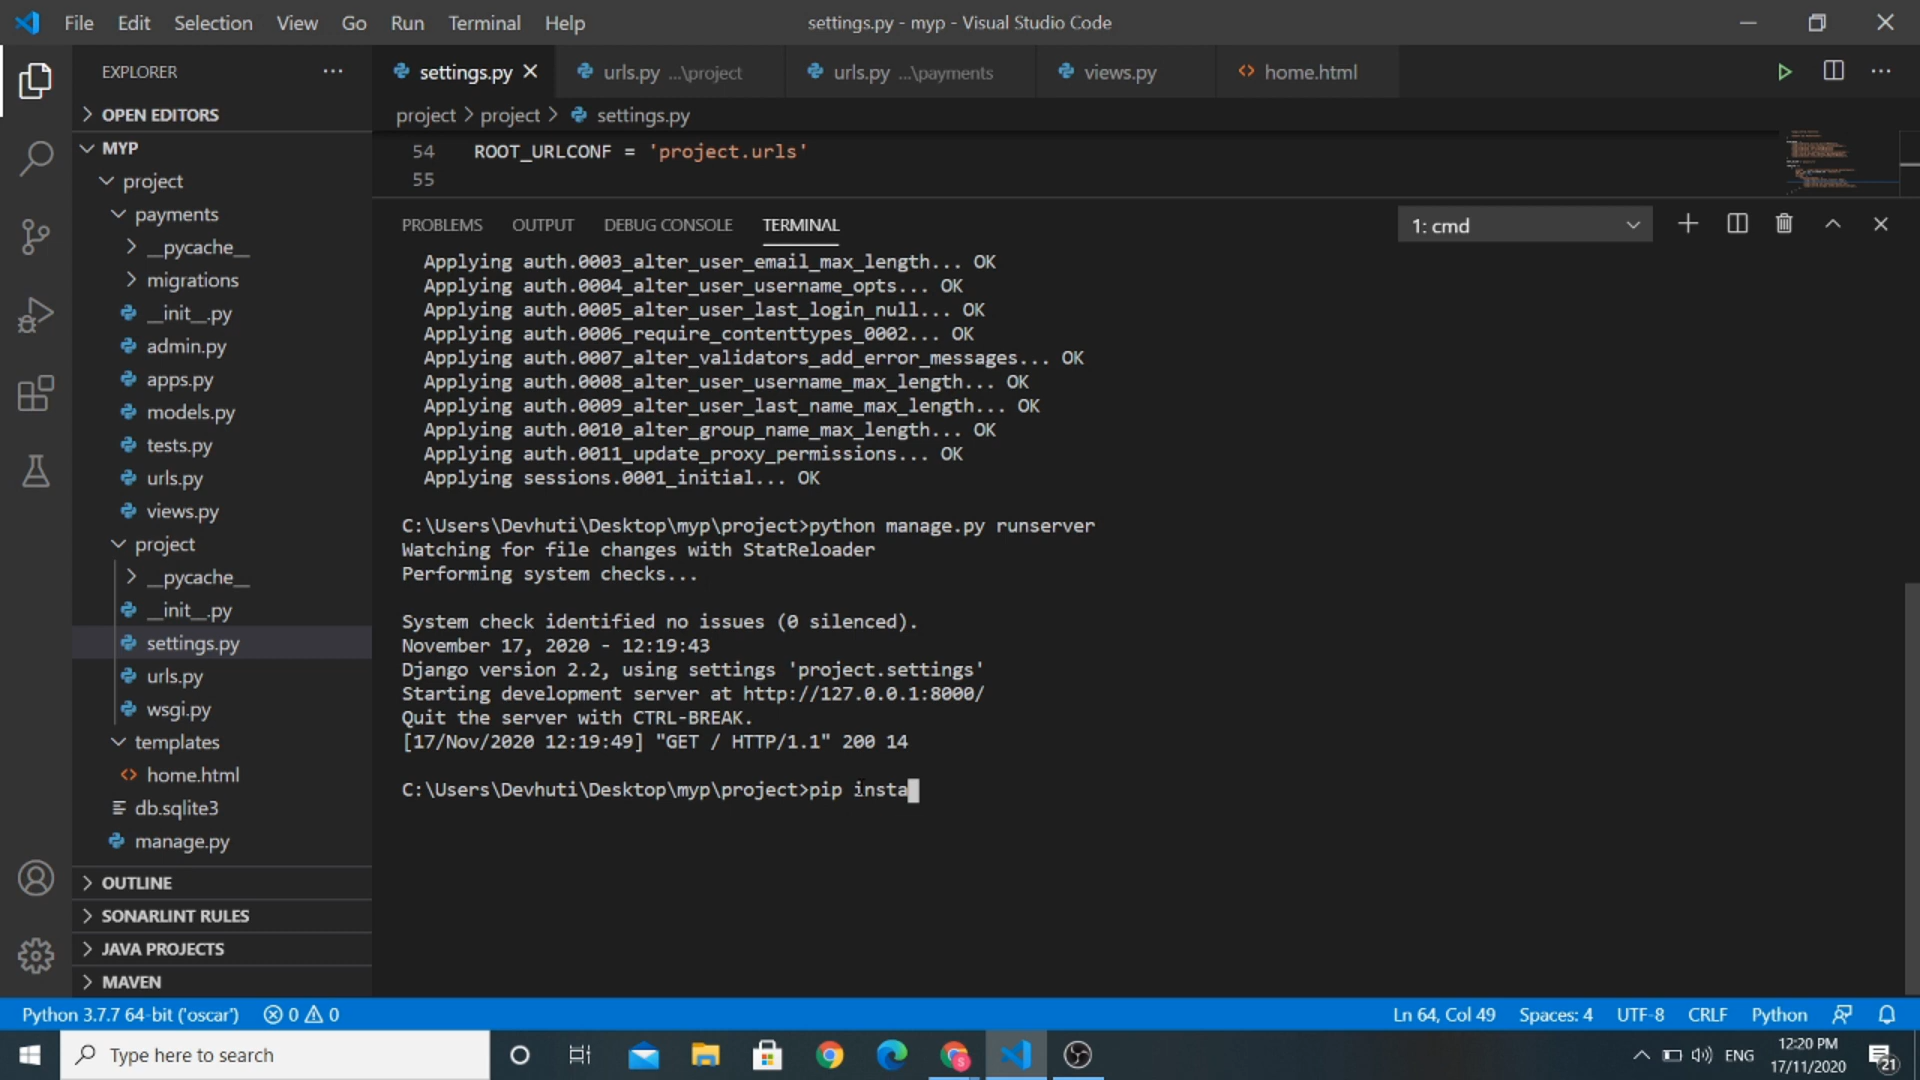 File Edit Selection View Go Run Terminal Help
settings.py - myp - Visual Studio Code
EXPLORER
OPEN EDITORS
MYP
project
payments
__pycache__
migrations
__init__.py
admin.py
apps.py
models.py
tests.py
urls.py
views.py
project
__pycache__
__init__.py
settings.py
urls.py
wsgi.py
templates
home.html
db.sqlite3
manage.py
OUTLINE
SONARLINT RULES
JAVA PROJECTS
MAVEN
settings.py
urls.py ...\project
urls.py ...\payments
views.py
home.html
project > project > settings.py
54 ROOT_URLCONF = 'project.urls'
55
PROBLEMS OUTPUT DEBUG CONSOLE TERMINAL
1: cmd
Applying auth.0003_alter_user_email_max_length... OK
Applying auth.0004_alter_user_username_opts... OK
Applying auth.0005_alter_user_last_login_null... OK
Applying auth.0006_require_contenttypes_0002... OK
Applying auth.0007_alter_validators_add_error_messages... OK
Applying auth.0008_alter_user_username_max_length... OK
Applying auth.0009_alter_user_last_name_max_length... OK
Applying auth.0010_alter_group_name_max_length... OK
Applying auth.0011_update_proxy_permissions... OK
Applying sessions.0001_initial... OK
C:\Users\Devhuti\Desktop\myp\project>python manage.py runserver
Watching for file changes with StatReloader
Performing system checks...
System check identified no issues (0 silenced).
November 17, 2020 - 12:19:43
Django version 2.2, using settings 'project.settings'
Starting development server at http://127.0.0.1:8000/
Quit the server with CTRL-BREAK.
[17/Nov/2020 12:19:49] "GET / HTTP/1.1" 200 14
C:\Users\Devhuti\Desktop\myp\project>pip insta
Python 3.7.7 64-bit ('oscar') 0 0
Ln 64, Col 49 Spaces: 4 UTF-8 CRLF Python
Type here to search
ENG
12:20 PM
17/11/2020
21